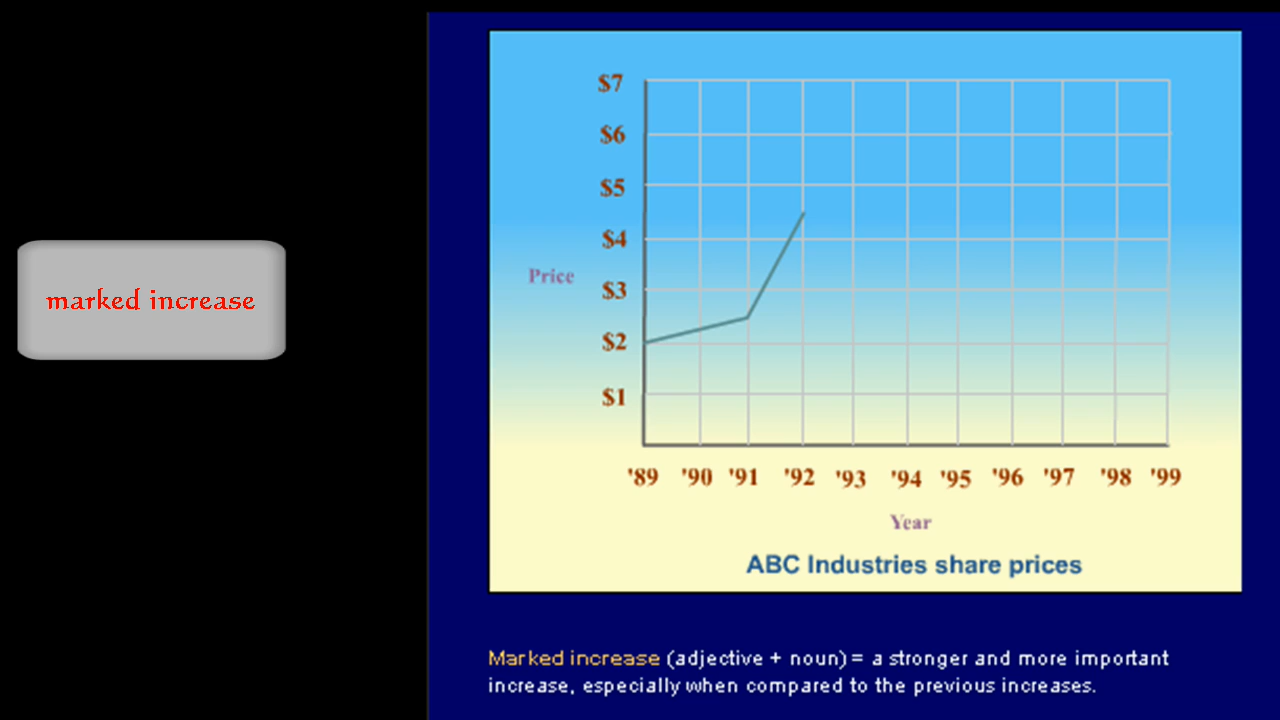 marked increase
$7
$6
$5
$4
Price
$3
$2
$1
'89 '90 '91 '92 '93 '94 '95 '96 '97 '98 '99
Year
ABC Industries share prices
Marked increase (adjective + noun) = a stronger and more important
increase, especially when compared to the previous increases.